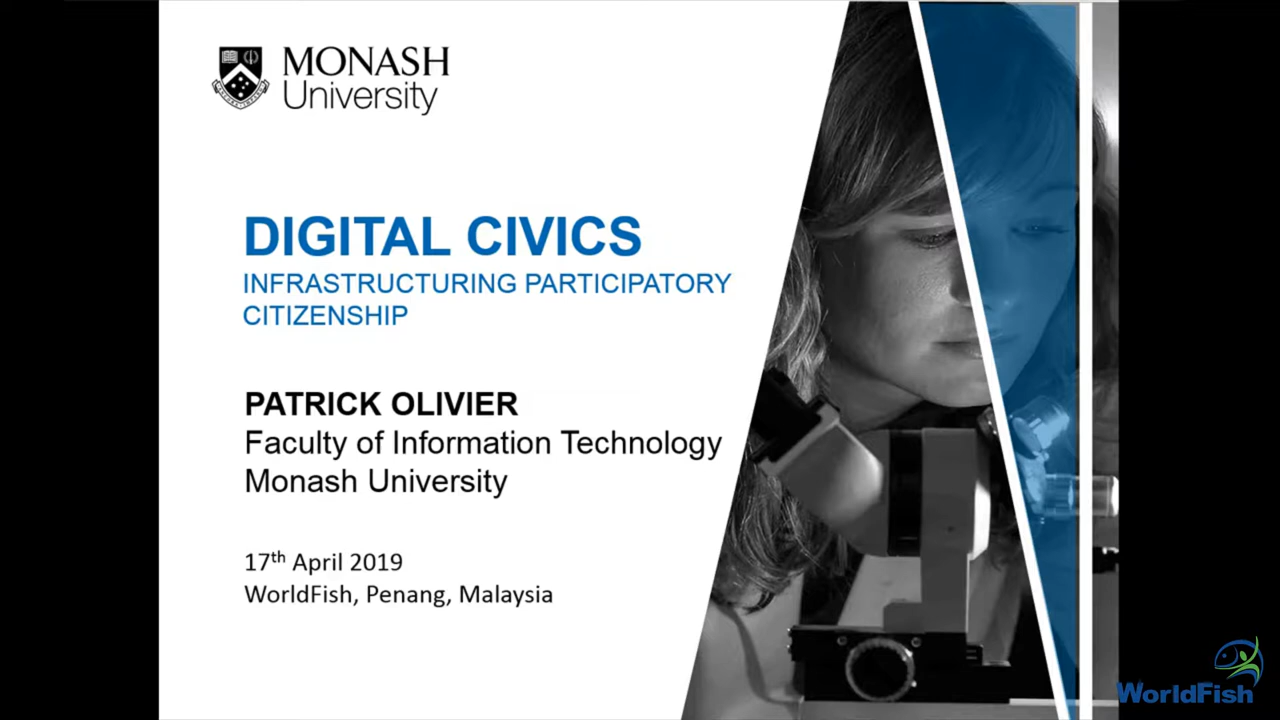 MONASH
University
DIGITAL CIVICS
INFRASTRUCTURING PARTICIPATORY
CITIZENSHIP
PATRICK OLIVIER
Faculty of Information Technology
Monash University
17th April 2019
WorldFish, Penang, Malaysia
WorldFish